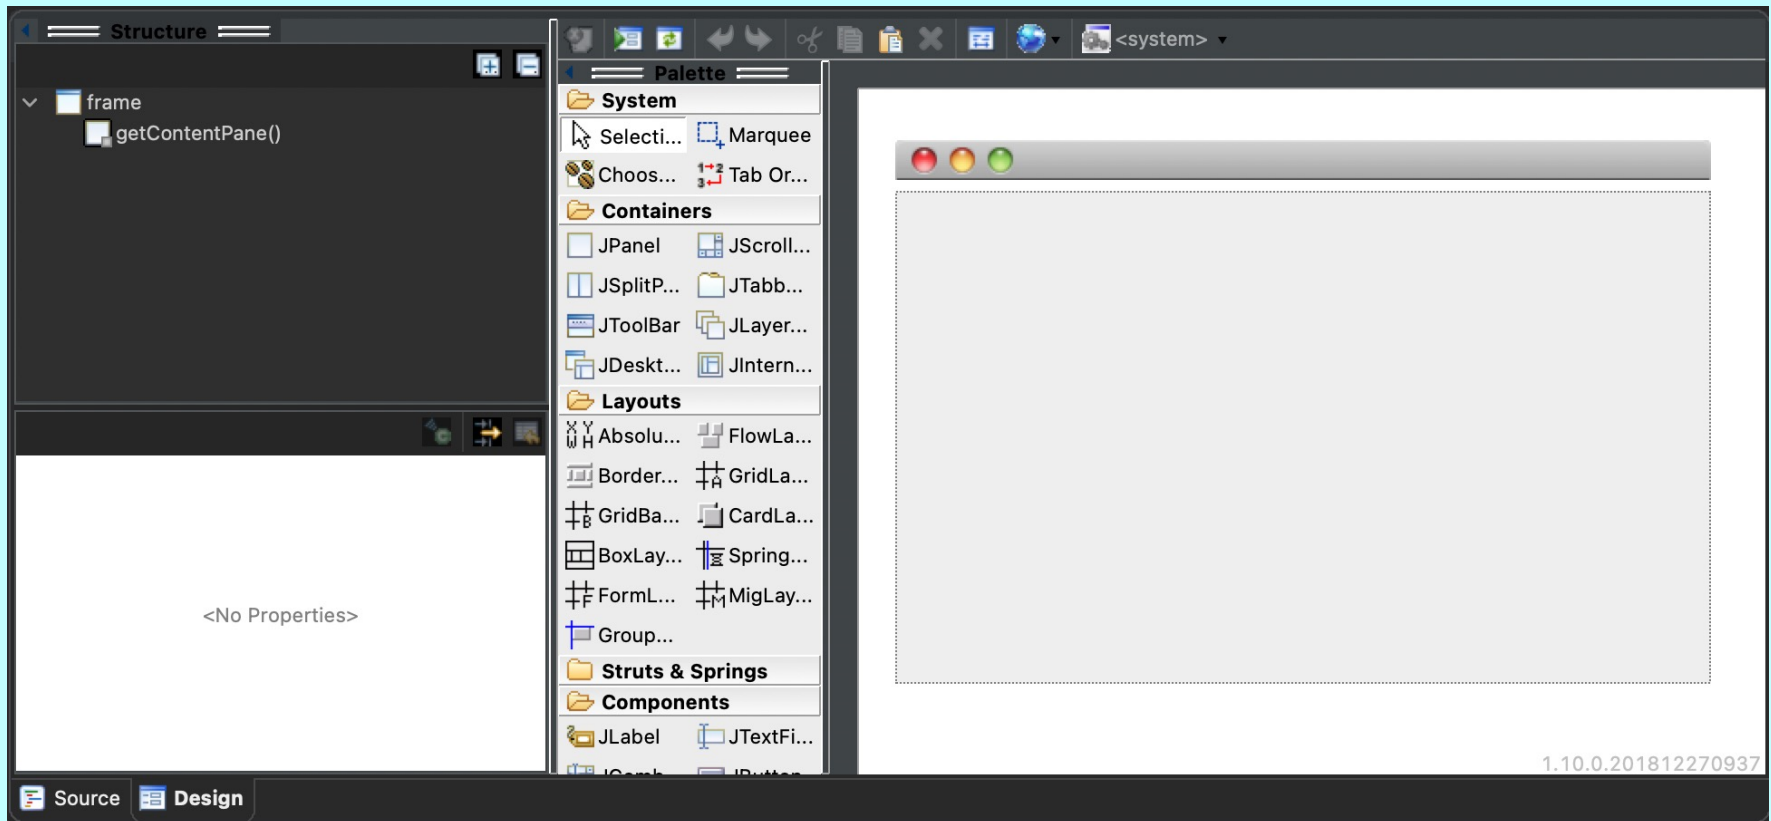 Structure
frame
getContentPane()
<No Properties>
<system>
Palette
System
Selecti... Marquee
Choos... Tab Or...
Containers
JPanel JScroll...
JSplitP... JTabb...
JToolBar JLayer...
JDeskt... JIntern...
Layouts
Absolu... FlowLa...
Border... GridLa...
GridBa... CardLa...
BoxLay... Spring...
FormL... MigLay...
Group...
Struts & Springs
Components
JLabel JTextFi...
1.10.0.201812270937
Source Design